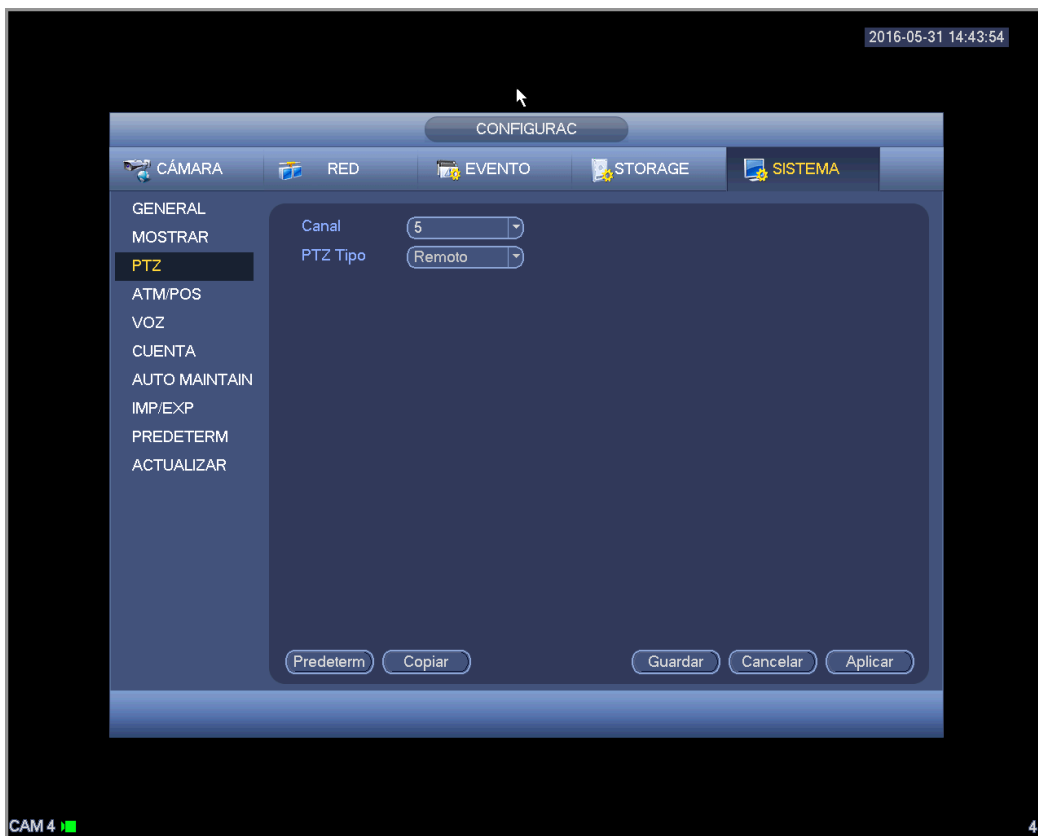 2016-05-31 14:43:54
CONFIGURAC
CÁMARA RED EVENTO STORAGE SISTEMA
GENERAL
MOSTRAR
PTZ
ATM/POS
VOZ
CUENTA
AUTO MAINTAIN
IMP/EXP
PREDETERM
ACTUALIZAR
Canal 5
PTZ Tipo Remoto
Predeterm Copiar Guardar Cancelar Aplicar
CAM 4 4